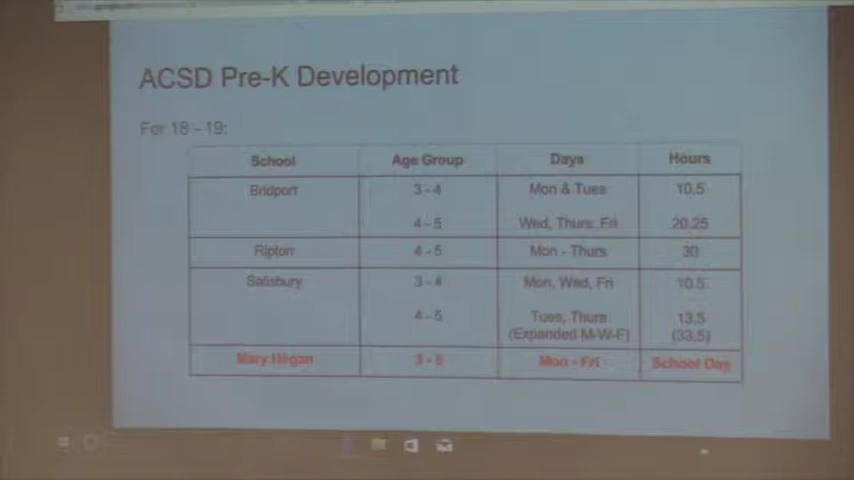 ACSD Pre-K Development
For 18 - 19:
School Age Group Days Hours
Bridport 3 - 4 Mon & Tues 10.5
4 - 5 Wed, Thurs, Fri 20.25
Ripton 4 - 5 Mon - Thurs 30
Salisbury 3 - 4 Mon, Wed, Fri 10.5
4 - 5 Tues, Thurs 13.5
(Expanded M-W-F) (33.5)
Mary Hogan 3 - 5 Mon - Fri School Day